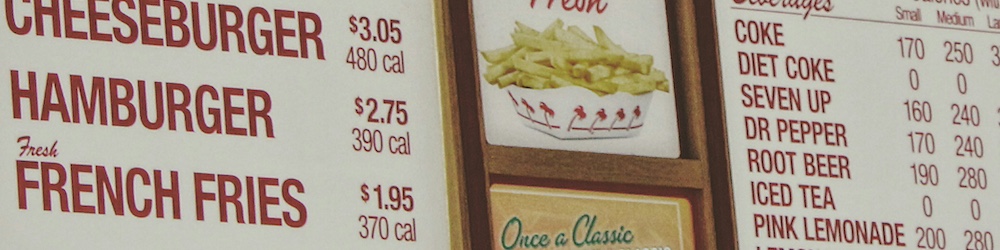 CHEESEBURGER $3.05
480 cal
HAMBURGER $2.75
390 cal
Fresh
FRENCH FRIES $1.95
370 cal
Fresh
Once a Classic
Beverages
Small Medium
COKE 170 250
DIET COKE 0 0
SEVEN UP 160 240
DR PEPPER 170 240
ROOT BEER 190 280
ICED TEA 0 0
PINK LEMONADE 200 280